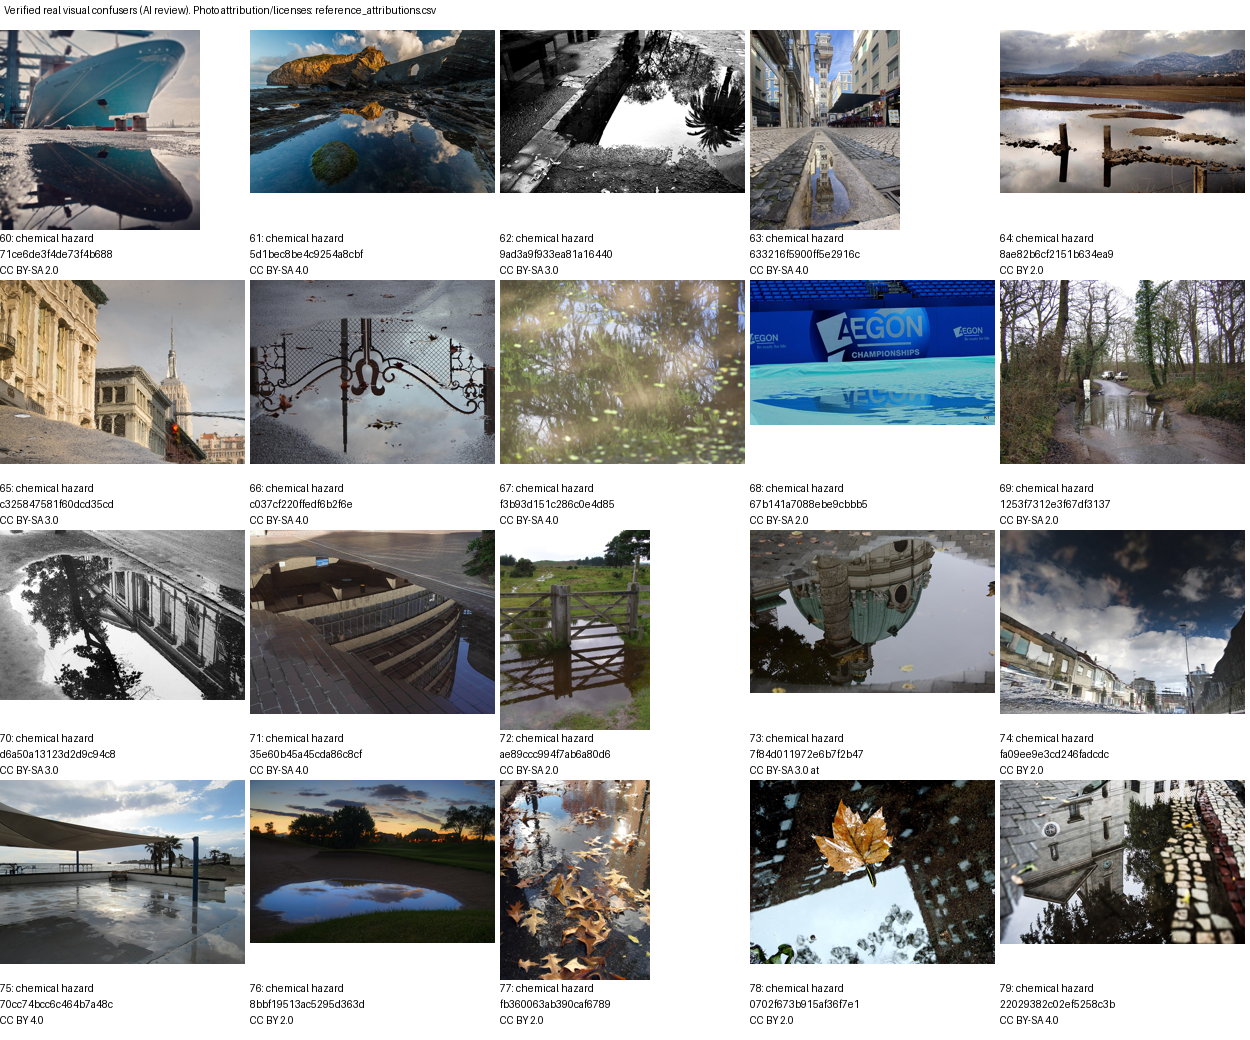 Verified real visual confusers (AI review). Photo attribution/licenses: reference_attributions.csv
60: chemical hazard
71ce6de3f4de73f4b688
CC BY-SA 2.0
61: chemical hazard
5d1bec8be4c9254a8cbf
CC BY-SA 4.0
62: chemical hazard
9ad3a9f933ea81a16440
CC BY-SA 3.0
63: chemical hazard
633216f5900ff5e2916c
CC BY-SA 4.0
64: chemical hazard
8ae82b6cf2151b634ea9
CC BY 2.0
AEGON
CHAMPIONSHIPS
AEGON
AEGON
65: chemical hazard
c325847581f60dcd35cd
CC BY-SA 3.0
66: chemical hazard
c037cf220ffedf6b2f6e
CC BY-SA 4.0
67: chemical hazard
f3b93d151c286c0e4d85
CC BY-SA 4.0
68: chemical hazard
67b141a7088ebe9cbbb5
CC BY-SA 2.0
69: chemical hazard
1253f7312e3f67df3137
CC BY-SA 2.0
70: chemical hazard
d6a50a13123d2d9c94c8
CC BY-SA 3.0
71: chemical hazard
35e60b45a45cda86c8cf
CC BY-SA 4.0
72: chemical hazard
ae89ccc994f7ab6a80d6
CC BY-SA 2.0
73: chemical hazard
7f84d011972e6b7f2b47
CC BY-SA 3.0 at
74: chemical hazard
fa09ee9e3cd246fadcdc
CC BY 2.0
75: chemical hazard
70cc74bcc6c464b7a48c
CC BY 4.0
76: chemical hazard
8bbf19513ac5295d363d
CC BY 2.0
77: chemical hazard
fb360063ab390caf6789
CC BY 2.0
78: chemical hazard
0702f673b915af36f7e1
CC BY 2.0
79: chemical hazard
22029382c02ef5258c3b
CC BY-SA 4.0